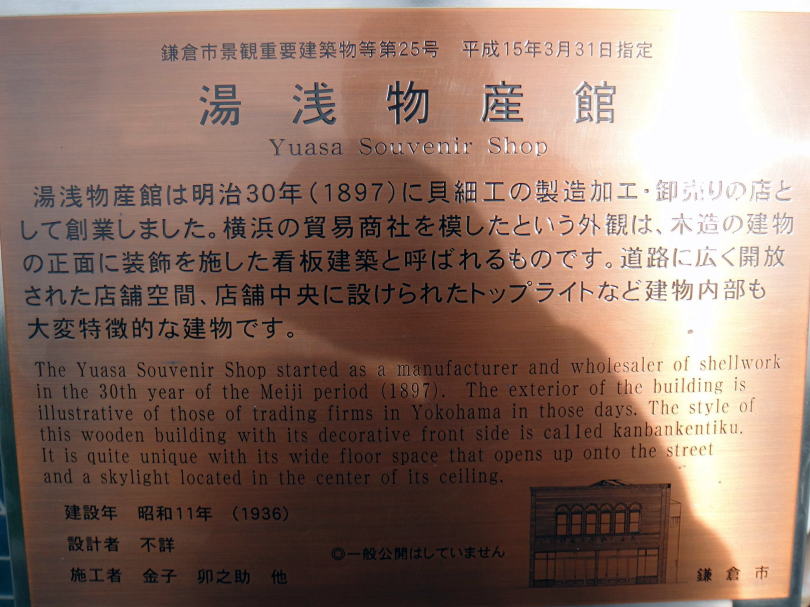 鎌倉市景観重要建築物等第25号　平成15年3月31日指定
湯浅物産館
Yuasa Souvenir Shop
湯浅物産館は明治30年（1897）に貝細工の製造加工・卸売りの店と
して創業しました。横浜の貿易商社を模したという外観は、木造の建物
の正面に装飾を施した看板建築と呼ばれるものです。道路に広く開放
された店舗空間、店舗中央に設けられたトップライトなど建物内部も
大変特徴的な建物です。
The Yuasa Souvenir Shop started as a manufacturer and wholesaler of shellwork
in the 30th year of the Meiji period (1897). The exterior of the building is
illustrative of those of trading firms in Yokohama in those days. The style of
this wooden building with its decorative front side is called kanbankentiku.
It is quite unique with its wide floor space that opens up onto the street
and a skylight located in the center of its ceiling.
建設年　昭和11年　（1936）
設計者　不詳
施工者　金子　卯之助　他
◎一般公開はしていません
鎌倉市